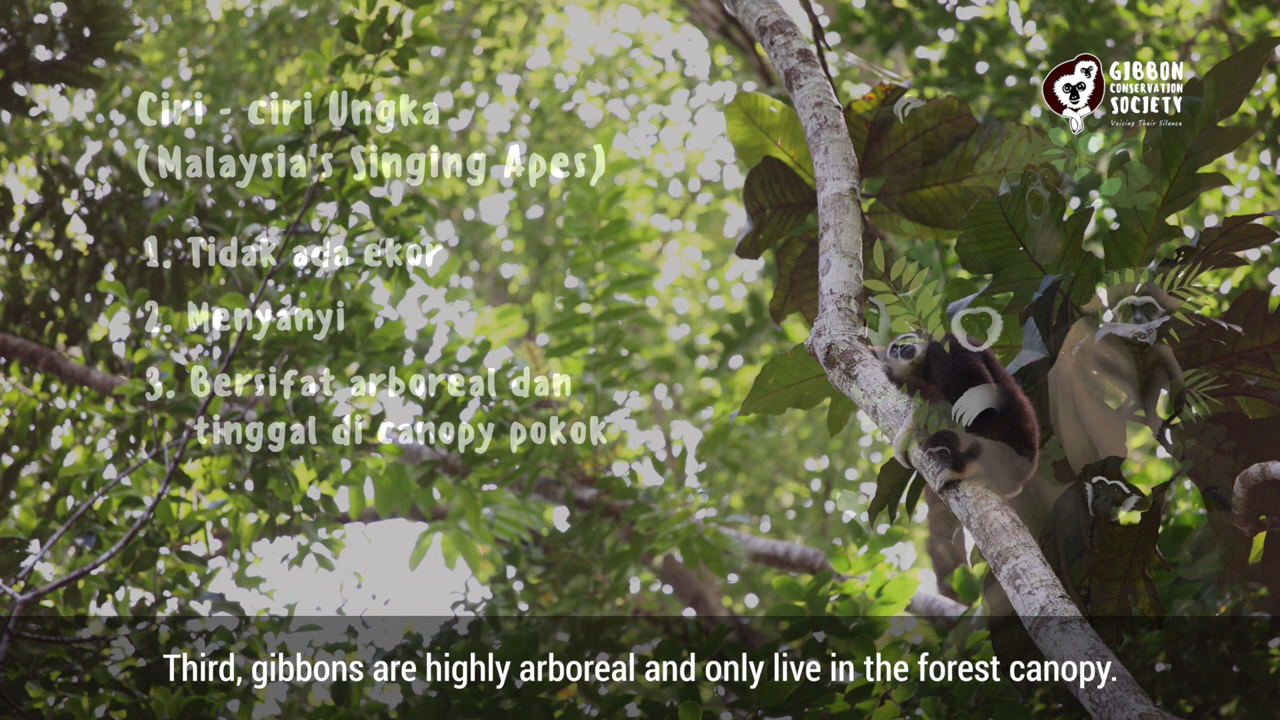 Ciri - ciri Ungka
(Malaysia's Singing Apes)
1. Tidak ada ekor
2. Menyanyi
3. Bersifat arboreal dan
tinggal di canopy pokok
GIBBON
CONSERVATION
SOCIETY
Voicing Their Silence
Third, gibbons are highly arboreal and only live in the forest canopy.